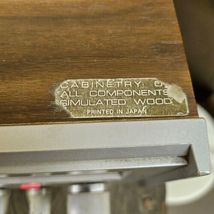 CABINETRY OF
ALL COMPONENTS
SIMULATED WOOD
PRINTED IN JAPAN